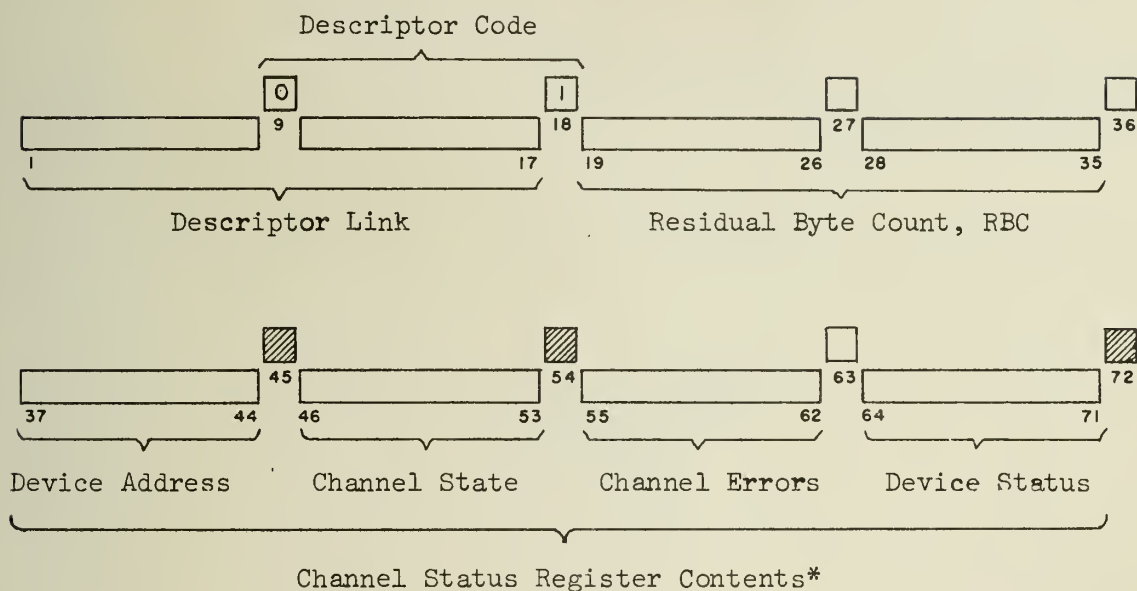 Descriptor Code
0 1
9 18 27 36
1 17 19 26 28 35
Descriptor Link Residual Byte Count, RBC
45 54 63 72
37 44 46 53 55 62 64 71
Device Address Channel State Channel Errors Device Status
Channel Status Register Contents*